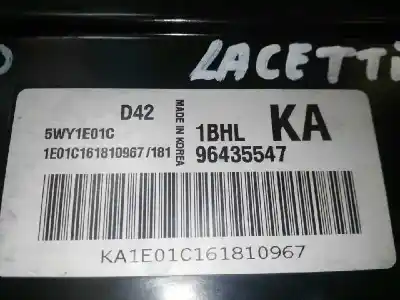 LACETTI
D42
5WY1E01C
1E01C161810967/181
MADE IN KOREA
1BHL KA
96435547
KA1E01C161810967